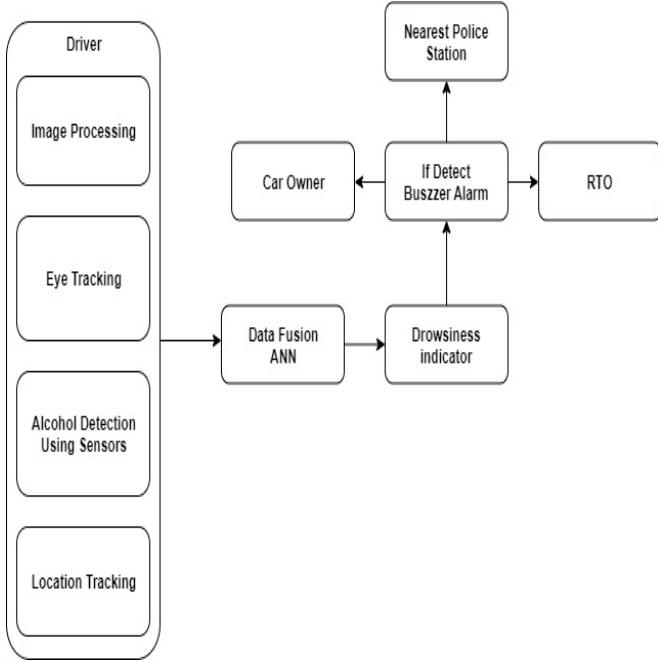 Driver
Image Processing
Eye Tracking
Alcohol Detection
Using Sensors
Location Tracking
Data Fusion
ANN
Drowsiness
indicator
If Detect
Buszzer Alarm
Car Owner
Nearest Police
Station
RTO